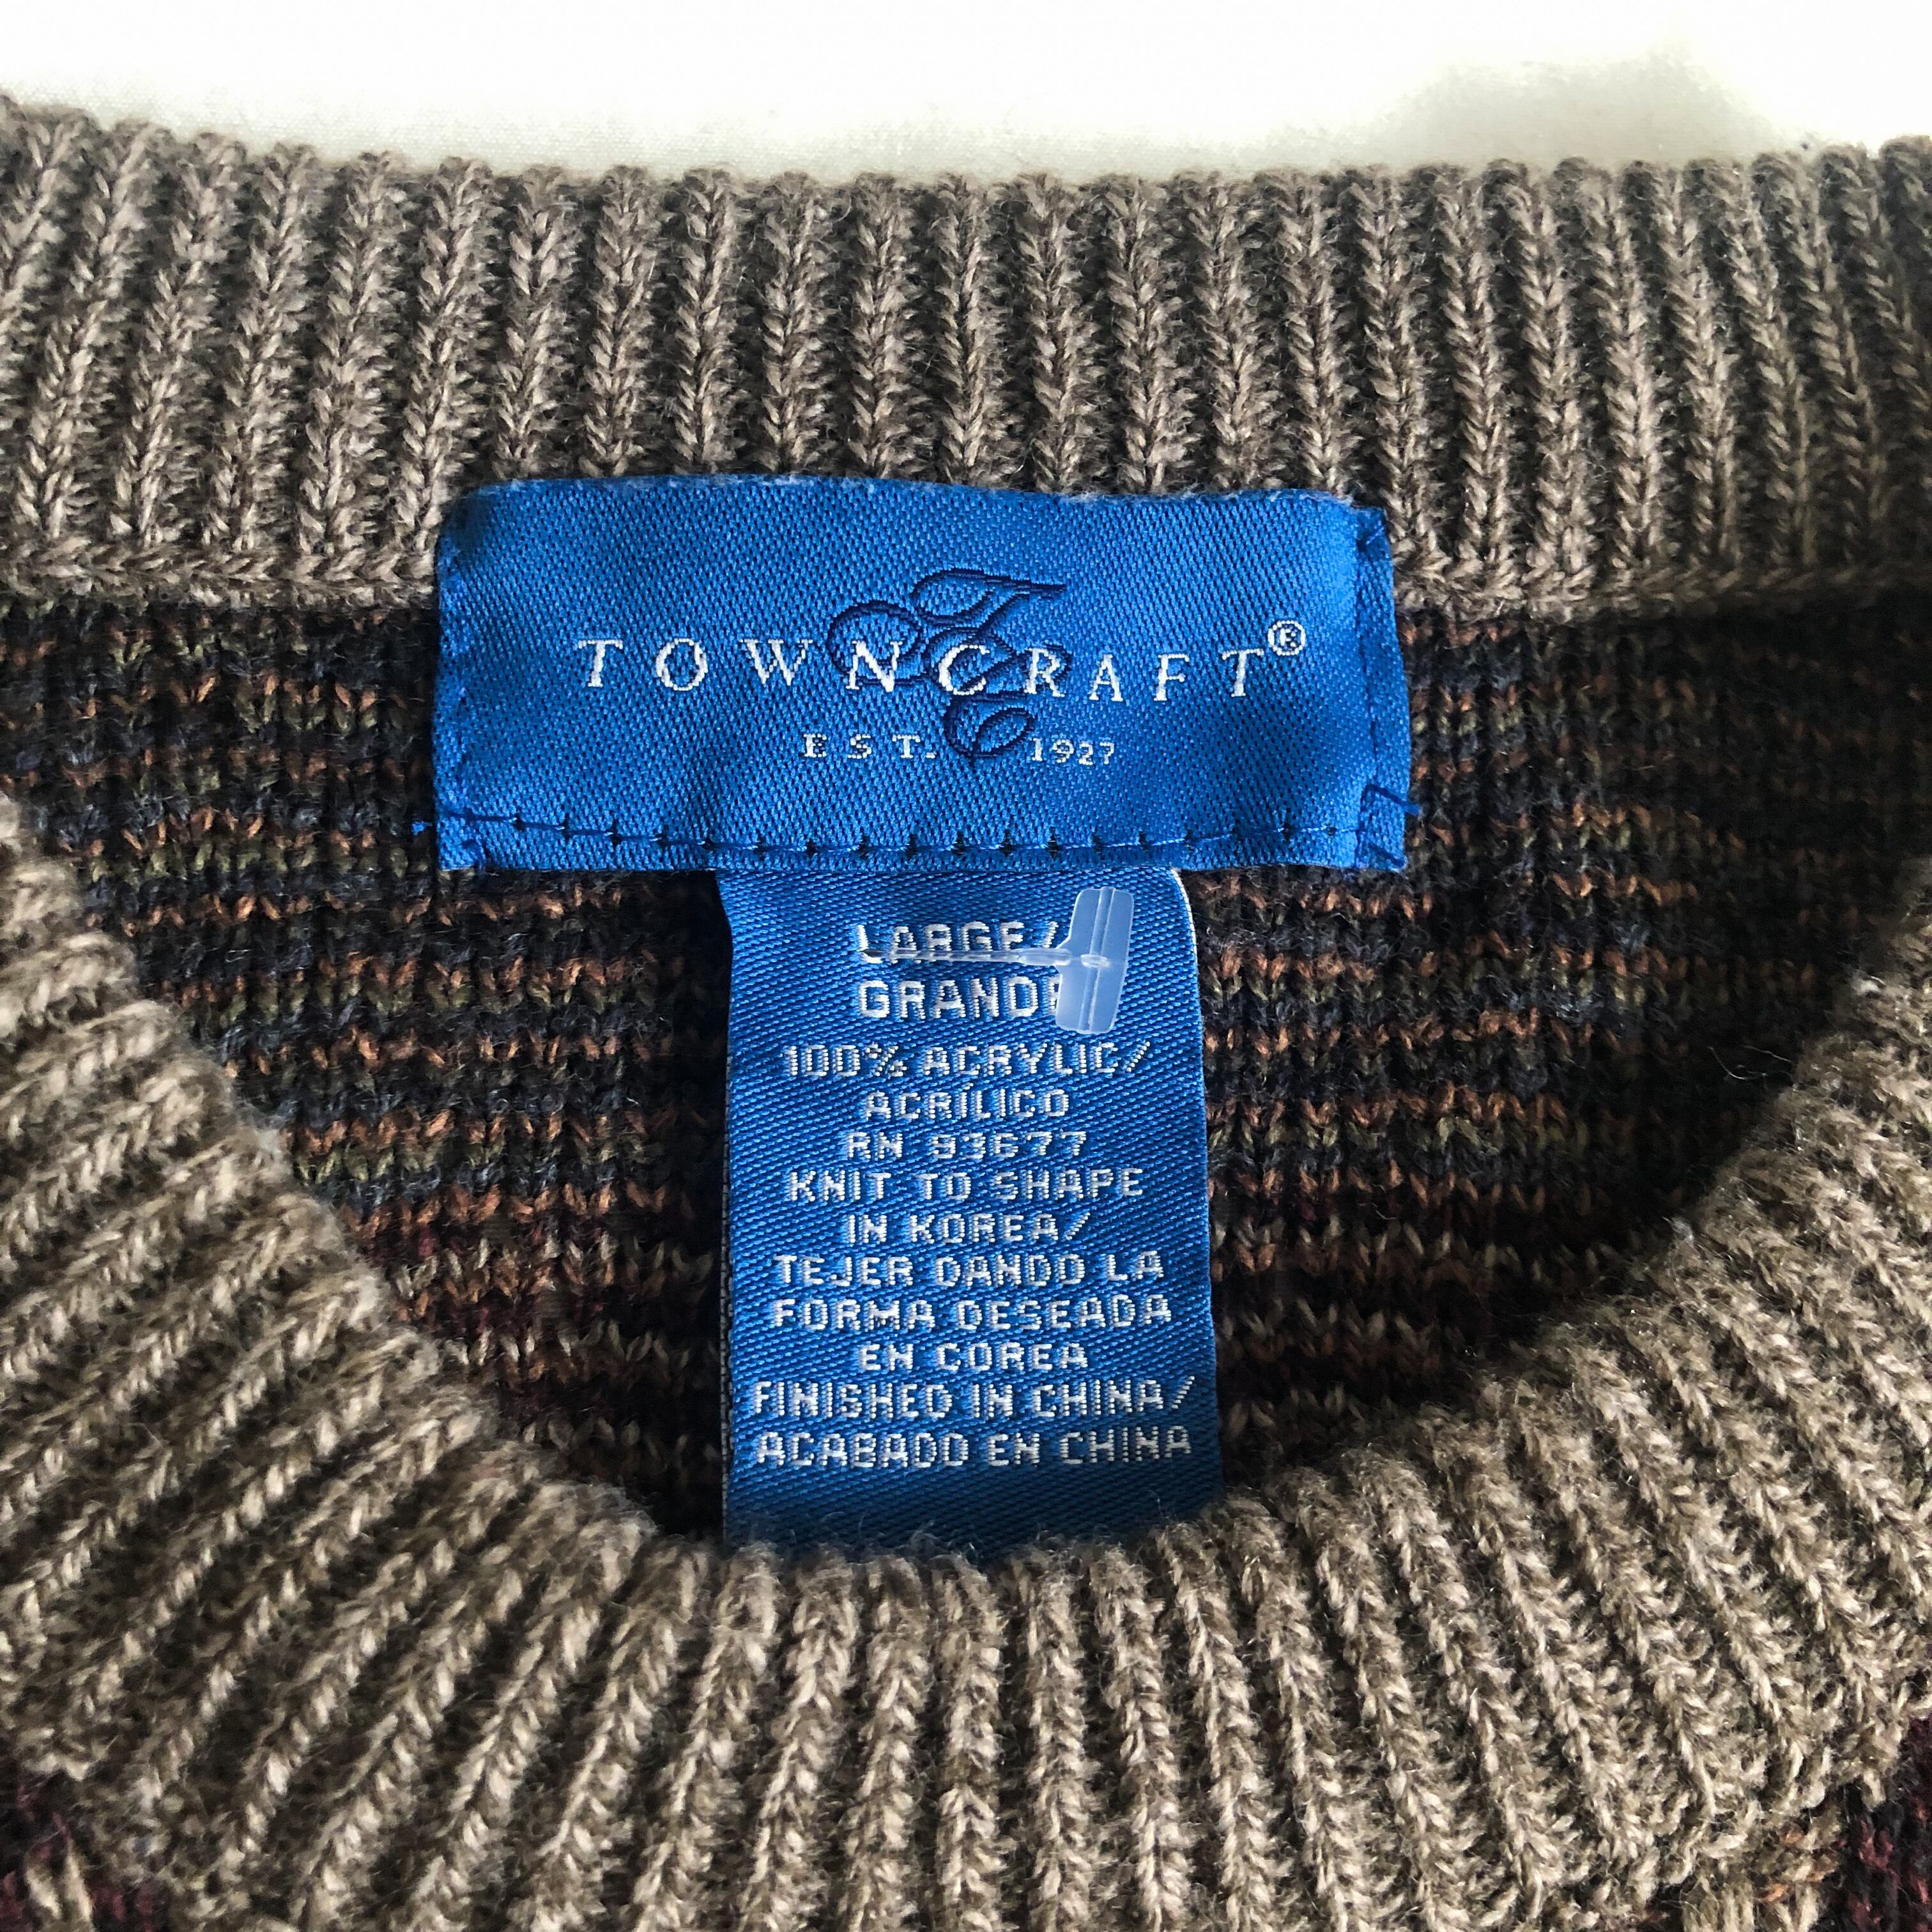 TOWNCRAFT®
EST. 1927
LARGE/
GRANDE
100% ACRYLIC/
ACRÍLICO
RN 93677
KNIT TO SHAPE
IN KOREA/
TEJER DANDO LA
FORMA DESEADA
EN COREA
FINISHED IN CHINA/
ACABADO EN CHINA